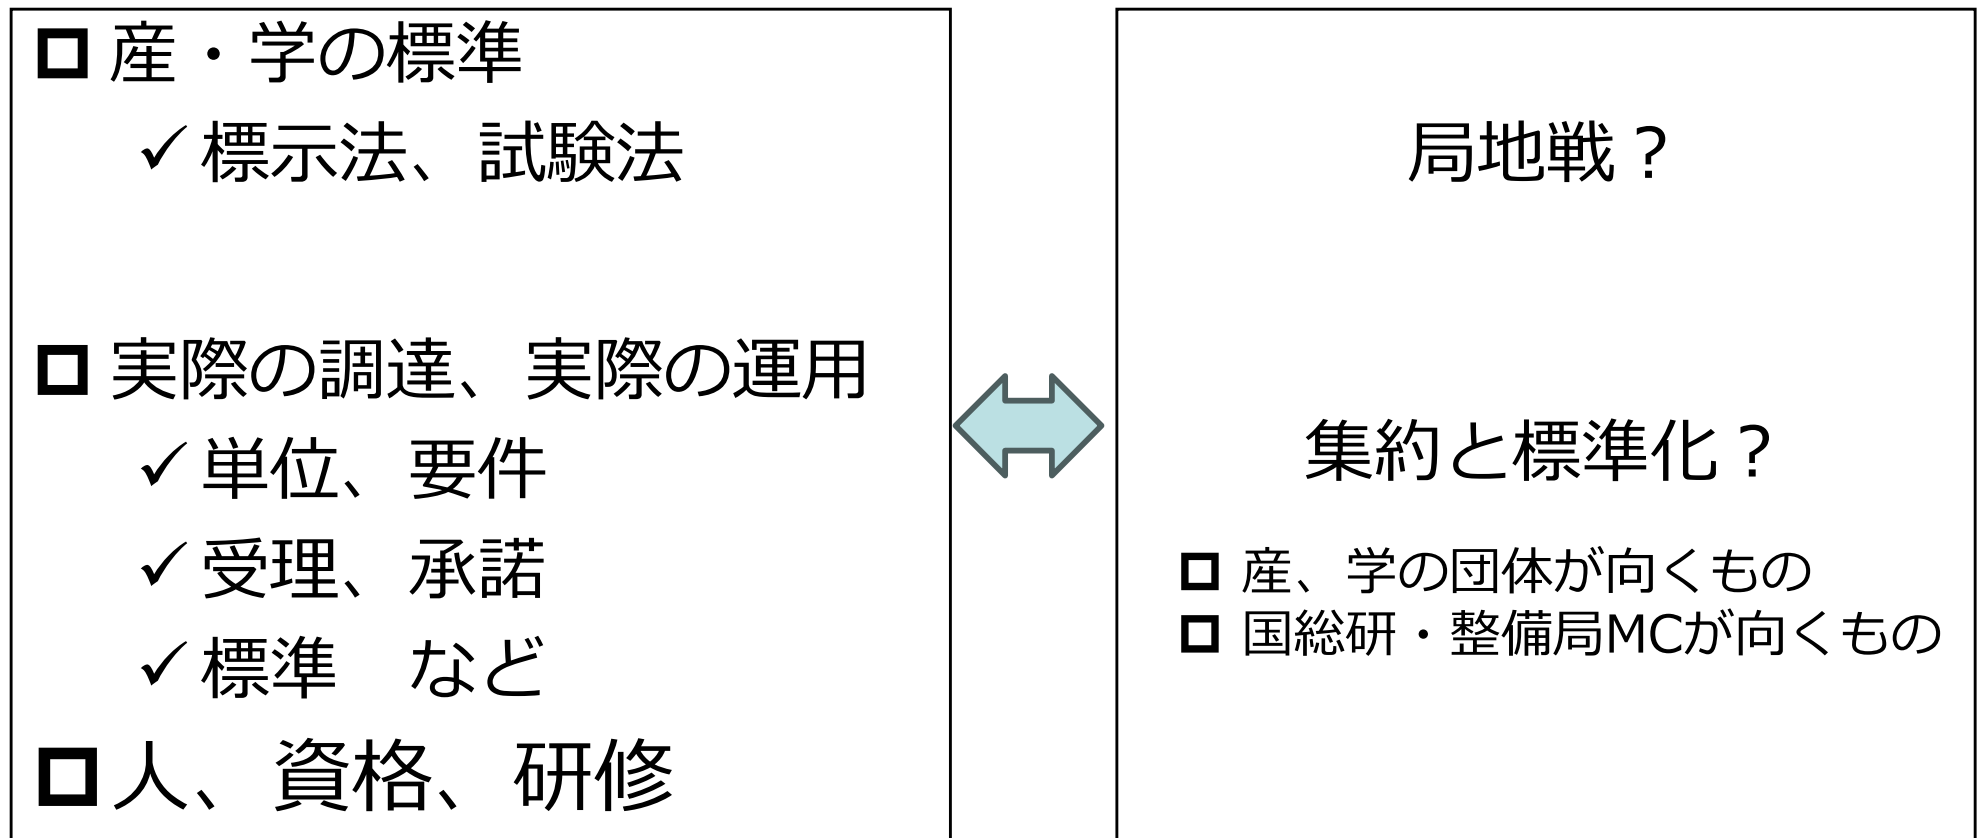 産・学の標準
標示法、試験法
実際の調達、実際の運用
単位、要件
受理、承諾
標準　など
人、資格、研修
局地戦？
集約と標準化？
産、学の団体が向くもの
国総研・整備局MCが向くもの